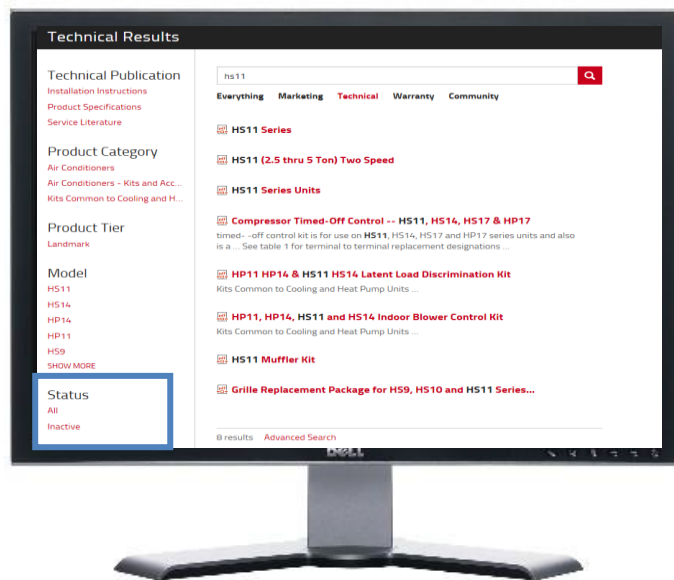 Technical Results
Technical Publication
Installation Instructions
Product Specifications
Service Literature
Product Category
Air Conditioners
Air Conditioners - Kits and Acc...
Kits Common to Cooling and H...
Product Tier
Landmark
Model
HS11
HS14
HP14
HP11
HS9
SHOW MORE
Status
All
Inactive
hs11
Everything Marketing Technical Warranty Community
HS11 Series
HS11 (2.5 thru 5 Ton) Two Speed
HS11 Series Units
Compressor Timed-Off Control -- HS11, HS14, HS17 & HP17
timed- -off control kit is for use on HS11, HS14, HS17 and HP17 series units and also
is a ... See table 1 for terminal to terminal replacement designations ...
HP11 HP14 & HS11 HS14 Latent Load Discrimination Kit
Kits Common to Cooling and Heat Pump Units ...
HP11, HP14, HS11 and HS14 Indoor Blower Control Kit
Kits Common to Cooling and Heat Pump Units ...
HS11 Muffler Kit
Grille Replacement Package for HS9, HS10 and HS11 Series...
8 results Advanced Search
DELL